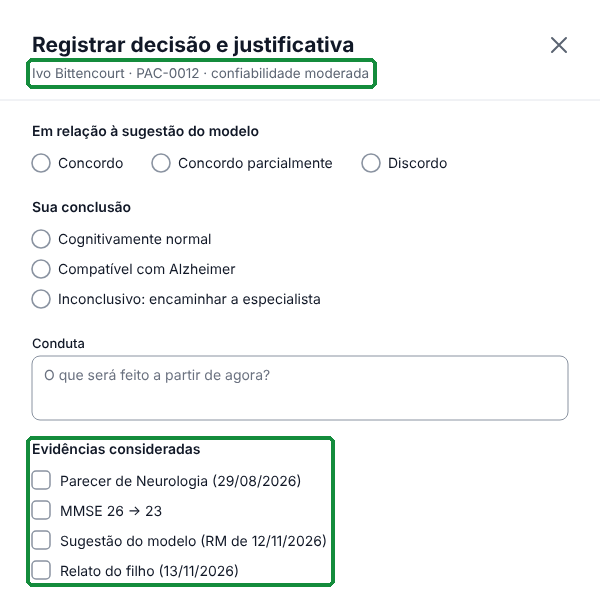 Registrar decisão e justificativa
Ivo Bittencourt · PAC-0012 · confiabilidade moderada
Em relação à sugestão do modelo
Concordo
Concordo parcialmente
Discordo
Sua conclusão
Cognitivamente normal
Compatível com Alzheimer
Inconclusivo: encaminhar a especialista
Conduta
O que será feito a partir de agora?
Evidências consideradas
Parecer de Neurologia (29/08/2026)
MMSE 26 → 23
Sugestão do modelo (RM de 12/11/2026)
Relato do filho (13/11/2026)